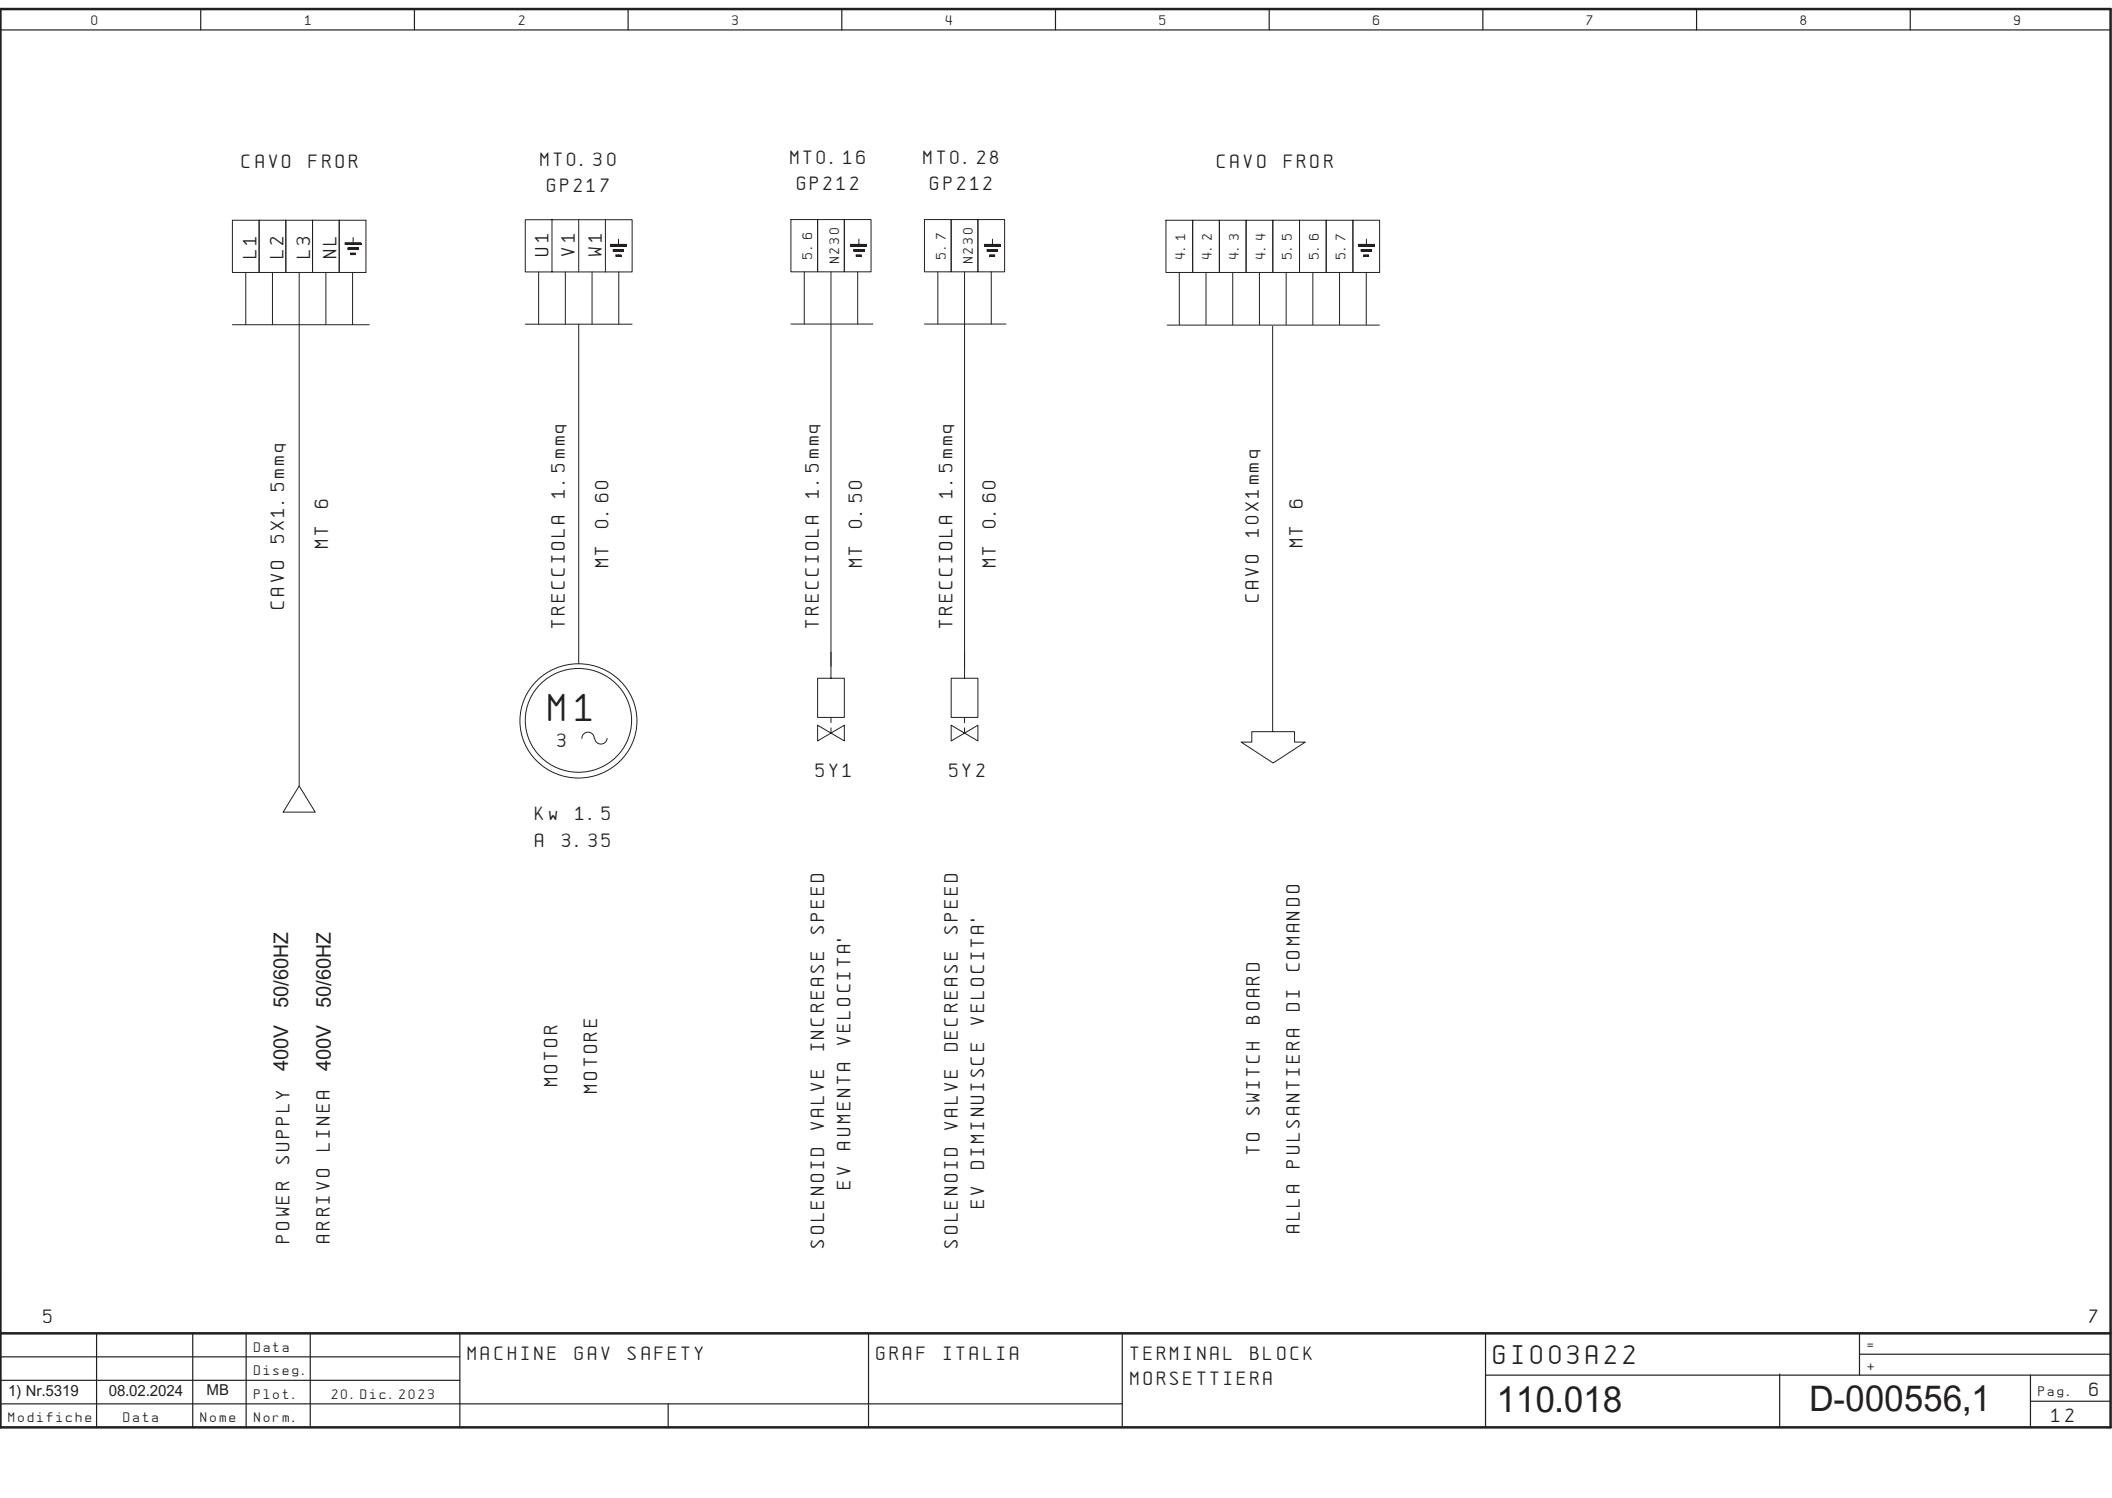 0 1 2 3 4 5 6 7 8 9
CAVO FROR
L1 L2 L3 NL
CAVO 5X1.5mmq
MT 6
POWER SUPPLY 400V 50/60HZ
ARRIVO LINEA 400V 50/60HZ
MT0.30
GP217
U1 V1 W1
TRECCIOLA 1.5mmq
MT 0.60
M1
3
Kw 1.5
A 3.35
MOTOR
MOTORE
MT0.16
GP212
5.6 N230
TRECCIOLA 1.5mmq
MT 0.50
5Y1
SOLENOID VALVE INCREASE SPEED
EV AUMENTA VELOCITA'
MT0.28
GP212
5.7 N230
TRECCIOLA 1.5mmq
MT 0.60
5Y2
SOLENOID VALVE DECREASE SPEED
EV DIMINUISCE VELOCITA'
CAVO FROR
4.1 4.2 4.3 4.4 5.5 5.6 5.7
CAVO 10X1mmq
MT 6
TO SWITCH BOARD
ALLA PULSANTIERA DI COMANDO
5
7
Data
Diseg.
1) Nr.5319 08.02.2024 MB Plot. 20.Dic.2023
Modifiche Data Nome Norm.
MACHINE GAV SAFETY
GRAF ITALIA
TERMINAL BLOCK
MORSETTIERA
GI003A22
110.018
=
+
D-000556,1
Pag. 6
12